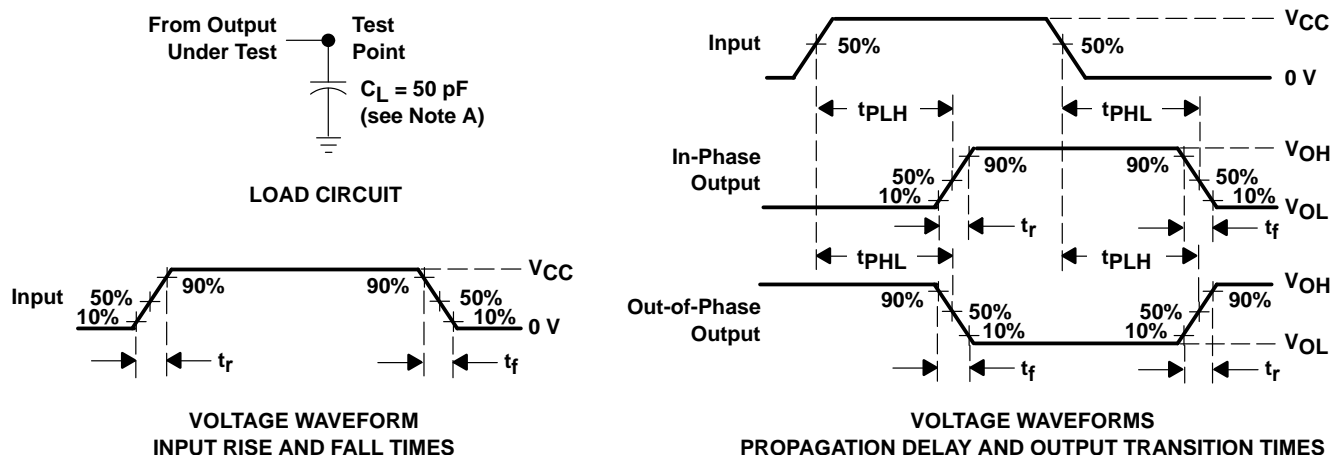 From Output
Under Test
Test
Point
CL = 50 pF
(see Note A)
LOAD CIRCUIT
Input
50%
10%
90%
90%
50%
10%
VCC
0 V
tr
tf
VOLTAGE WAVEFORM
INPUT RISE AND FALL TIMES
Input
50%
50%
VCC
0 V
tPLH
tPHL
In-Phase
Output
50%
10%
90%
90%
50%
10%
VOH
VOL
tr
tf
tPHL
tPLH
Out-of-Phase
Output
90%
50%
10%
50%
10%
90%
VOH
VOL
tf
tr
VOLTAGE WAVEFORMS
PROPAGATION DELAY AND OUTPUT TRANSITION TIMES